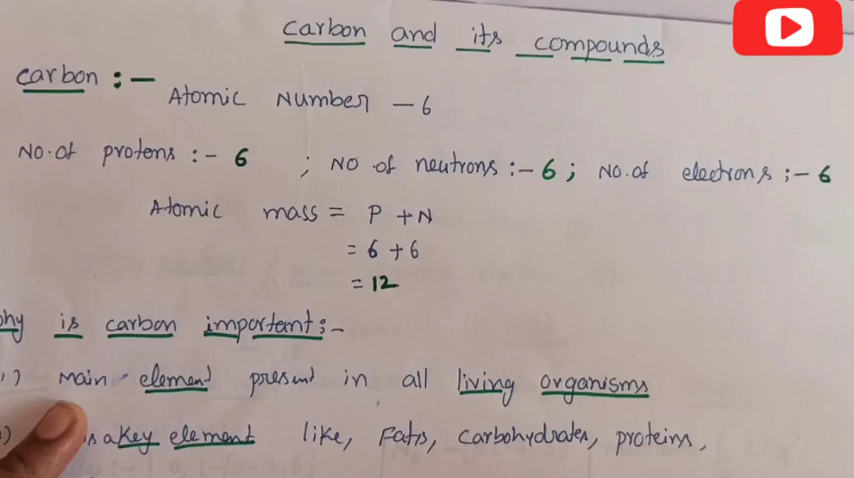 carbon and its compounds
carbon :-
Atomic Number - 6
No. of protons :- 6 ; No of neutrons :- 6 ; No. of electrons :- 6
Atomic mass = P + N
= 6 + 6
= 12
is carbon important :-
1) Main element present in all living organisms
is a Key element like, Fats, carbohydrates, proteins,